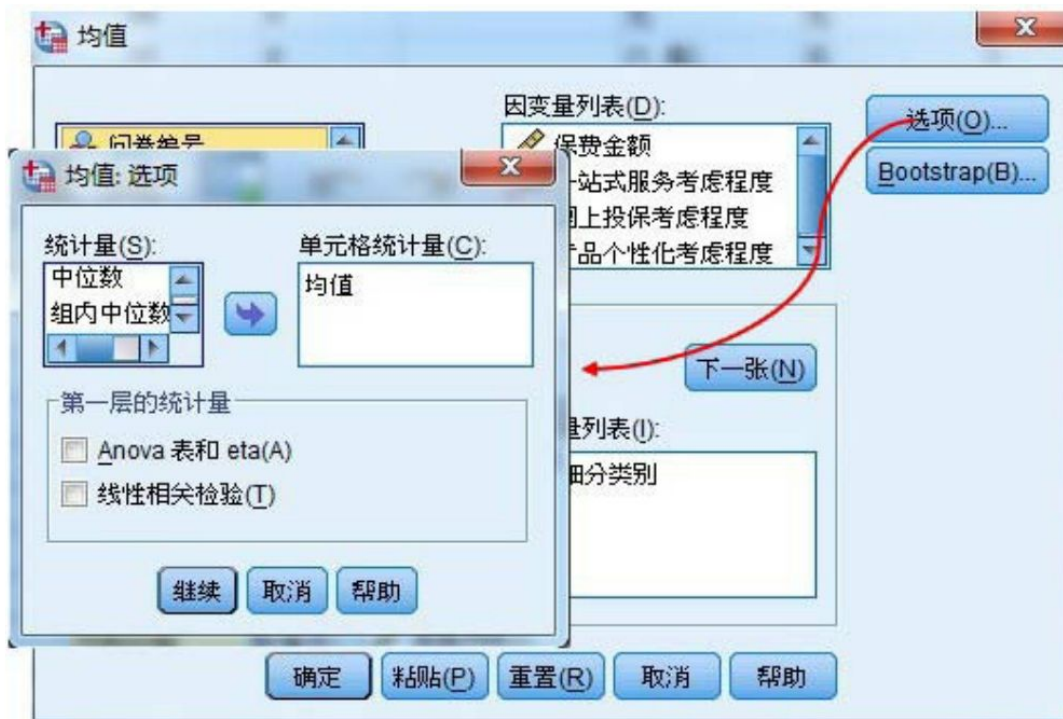 均值
因变量列表(D):
保费金额
一站式服务考虑程度
网上投保考虑程度
产品个性化考虑程度
选项(O)...
Bootstrap(B)...
问卷编号
均值: 选项
统计量(S):
中位数
组内中位数
单元格统计量(C):
均值
第一层的统计量
Anova 表和 eta(A)
线性相关检验(T)
继续
取消
帮助
下一张(N)
量列表(I):
细分类别
确定
粘贴(P)
重置(R)
取消
帮助